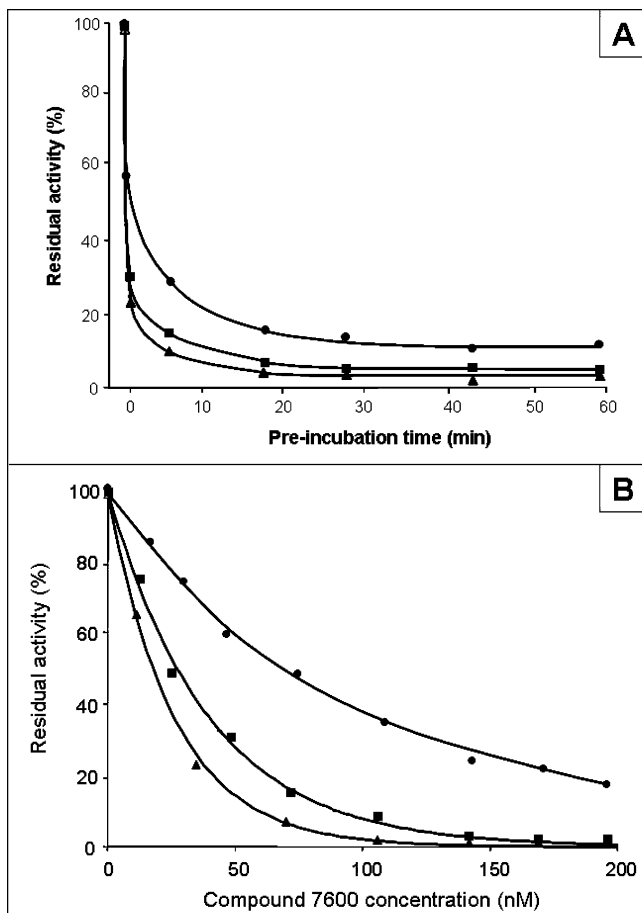 A
100
80
60
40
20
0
Residual activity (%)
0 10 20 30 40 50 60
Pre-incubation time (min)
B
100
80
60
40
20
0
Residual activity (%)
0 50 100 150 200
Compound 7600 concentration (nM)